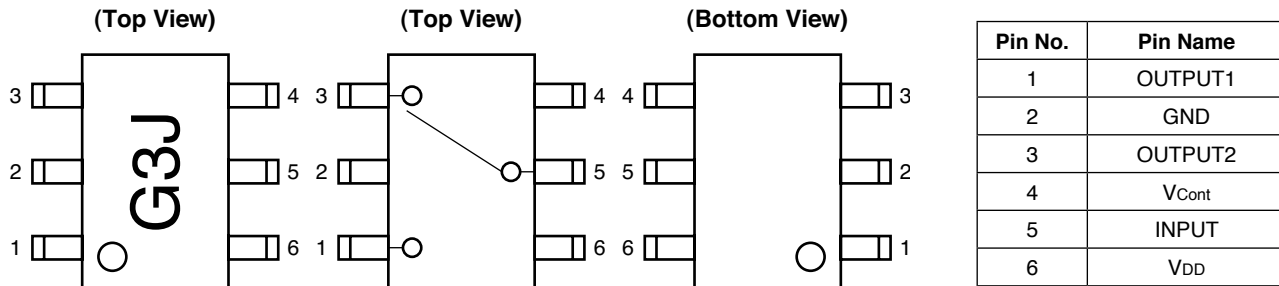 (Top View) (Top View) (Bottom View)
3 4 3 4 4 3
2 5 2 5 5 2
1 6 1 6 6 1
G3J
Pin No. Pin Name
1 OUTPUT1
2 GND
3 OUTPUT2
4 VCont
5 INPUT
6 VDD